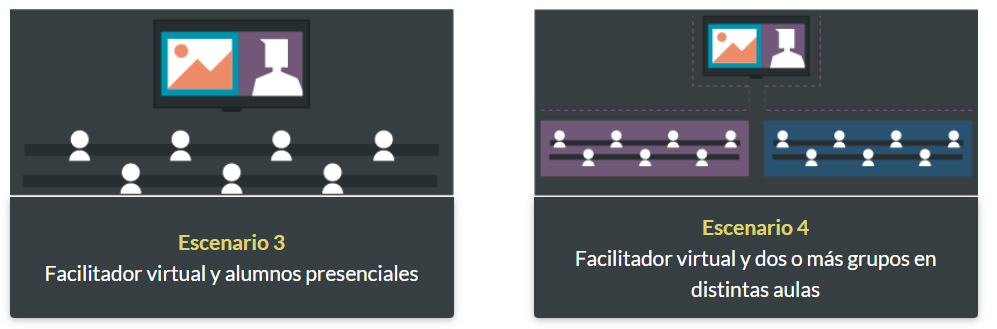 Escenario 3
Facilitador virtual y alumnos presenciales
Escenario 4
Facilitador virtual y dos o más grupos en
distintas aulas